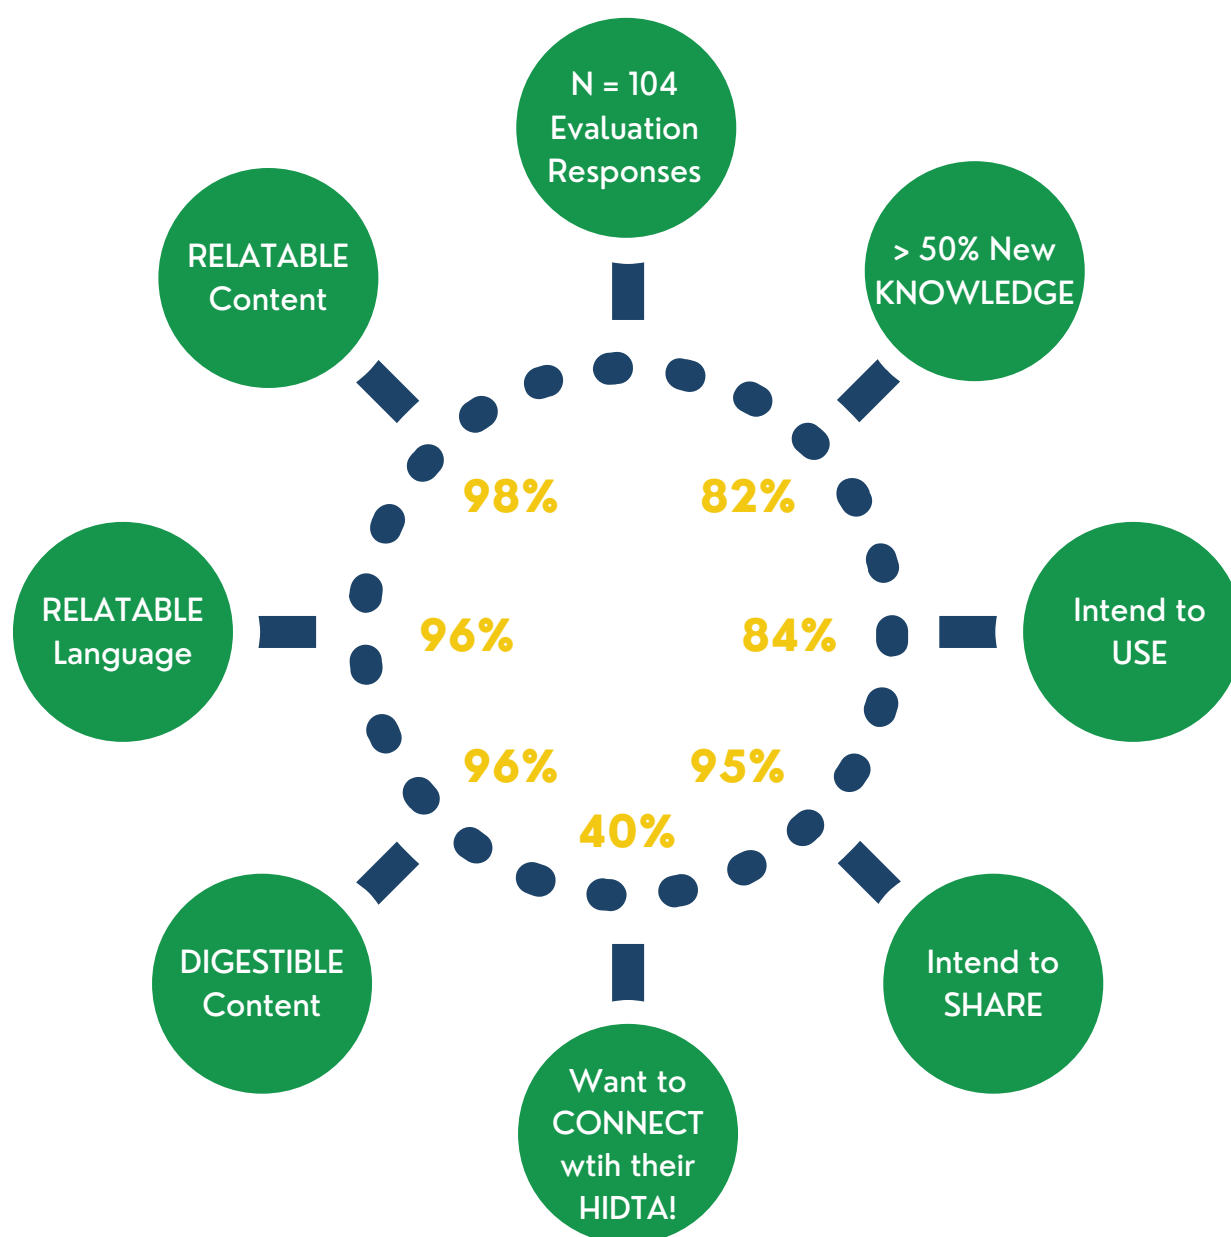 N = 104
Evaluation
Responses
> 50% New
KNOWLEDGE
82%
Intend to
USE
84%
Intend to
SHARE
95%
Want to
CONNECT
wtih their
HIDTA!
40%
DIGESTIBLE
Content
96%
RELATABLE
Language
96%
RELATABLE
Content
98%